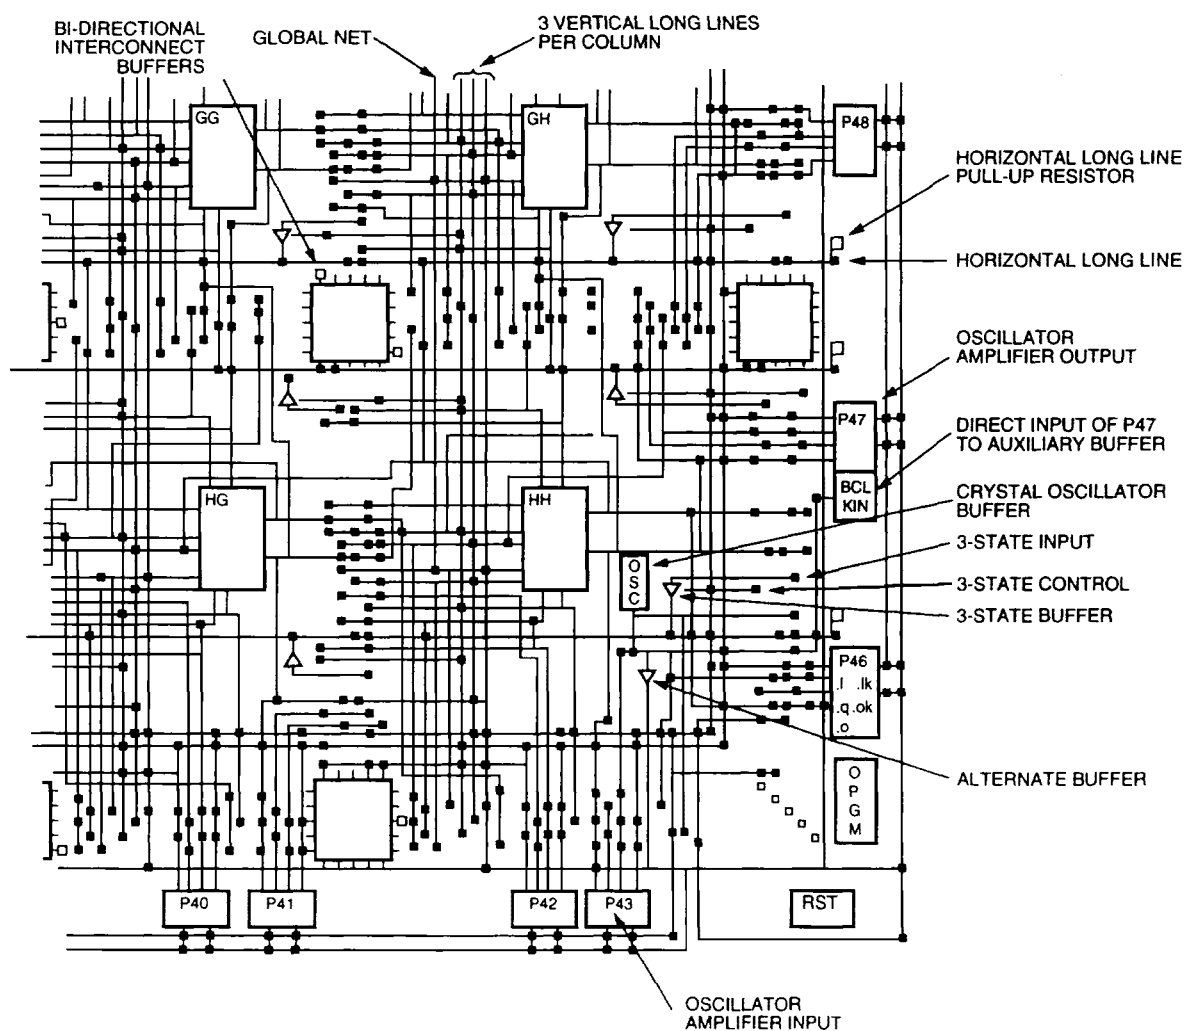 BI-DIRECTIONAL
INTERCONNECT
BUFFERS
GLOBAL NET
3 VERTICAL LONG LINES
PER COLUMN
GG
GH
P48
HORIZONTAL LONG LINE
PULL-UP RESISTOR
HORIZONTAL LONG LINE
OSCILLATOR
AMPLIFIER OUTPUT
P47
DIRECT INPUT OF P47
TO AUXILIARY BUFFER
BCL
KIN
CRYSTAL OSCILLATOR
BUFFER
HG
HH
O
S
C
3-STATE INPUT
3-STATE CONTROL
3-STATE BUFFER
P46
.l .lk
.q .ok
.o
ALTERNATE BUFFER
O
P
G
M
P40
P41
P42
P43
RST
OSCILLATOR
AMPLIFIER INPUT